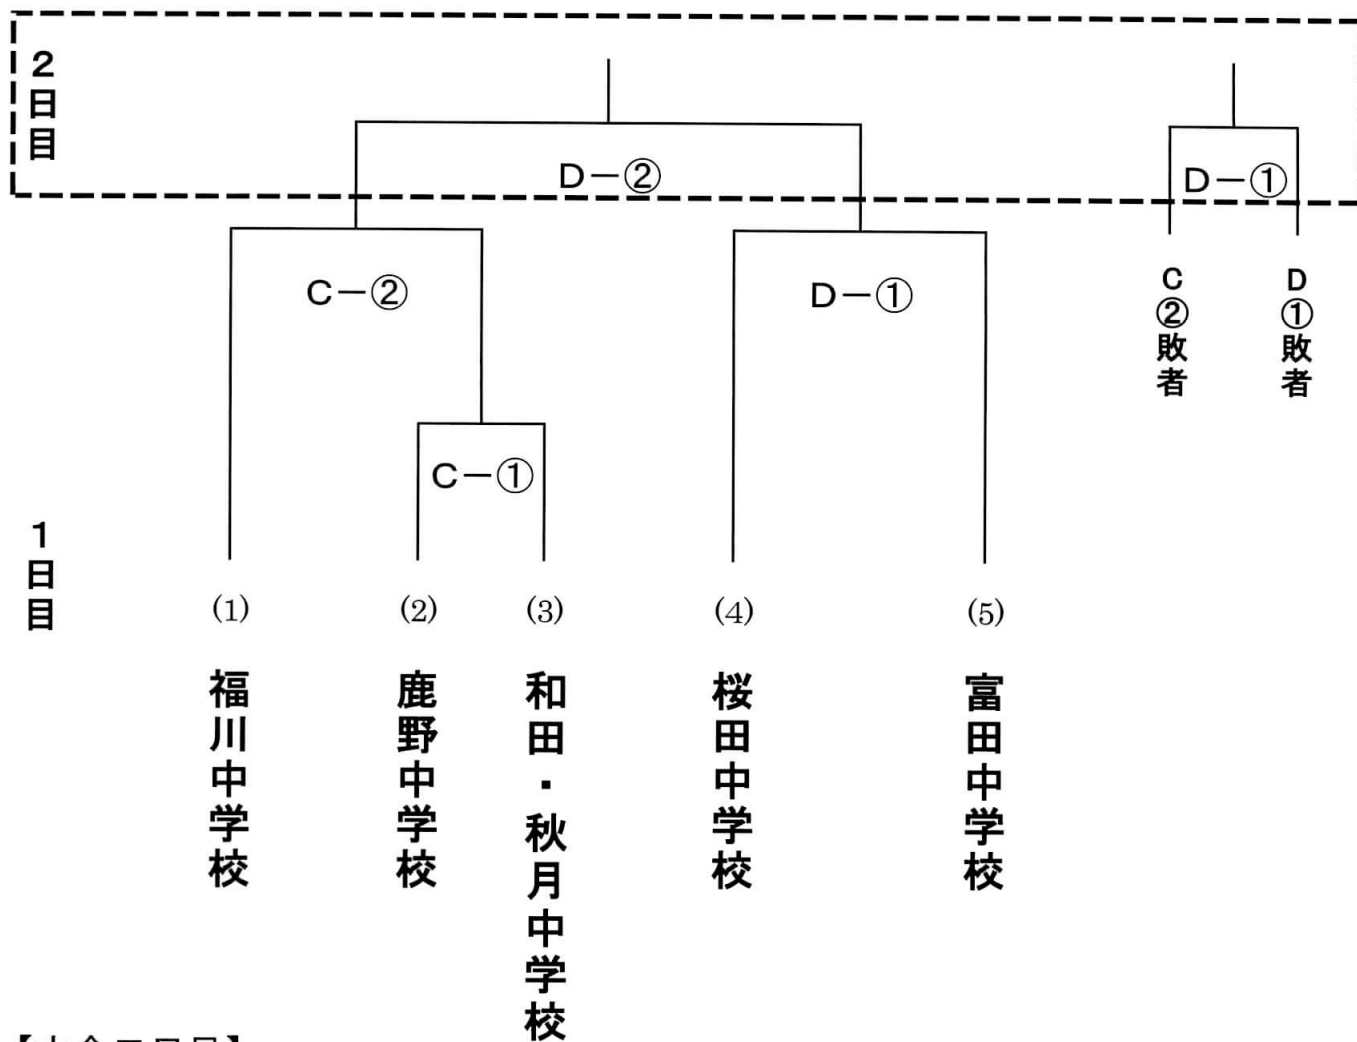 2日目
D－②
D－①
C－②
D－①
C②敗者
D①敗者
C－①
1日目
(1)
(2)
(3)
(4)
(5)
福川中学校
鹿野中学校
和田・秋月中学校
桜田中学校
富田中学校